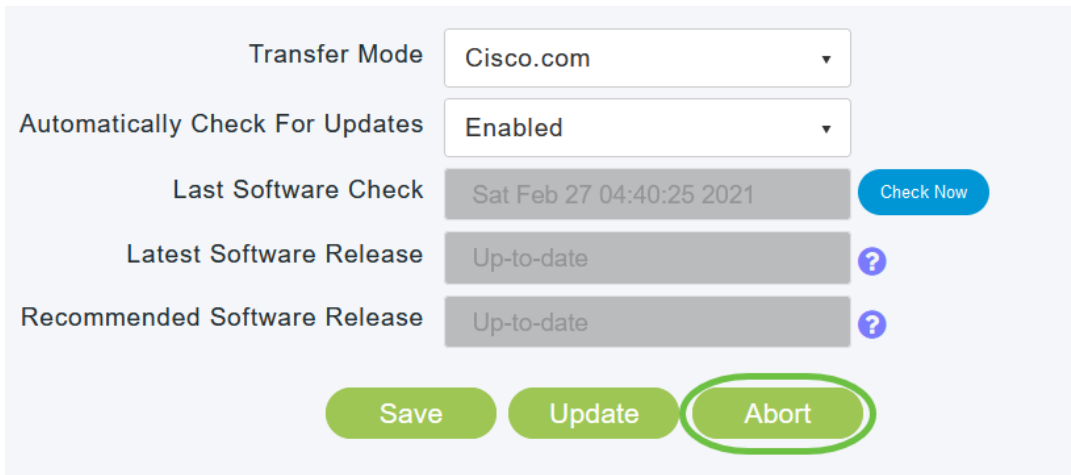 Transfer Mode Cisco.com
Automatically Check For Updates Enabled
Last Software Check Sat Feb 27 04:40:25 2021 Check Now
Latest Software Release Up-to-date ?
Recommended Software Release Up-to-date ?
Save Update Abort